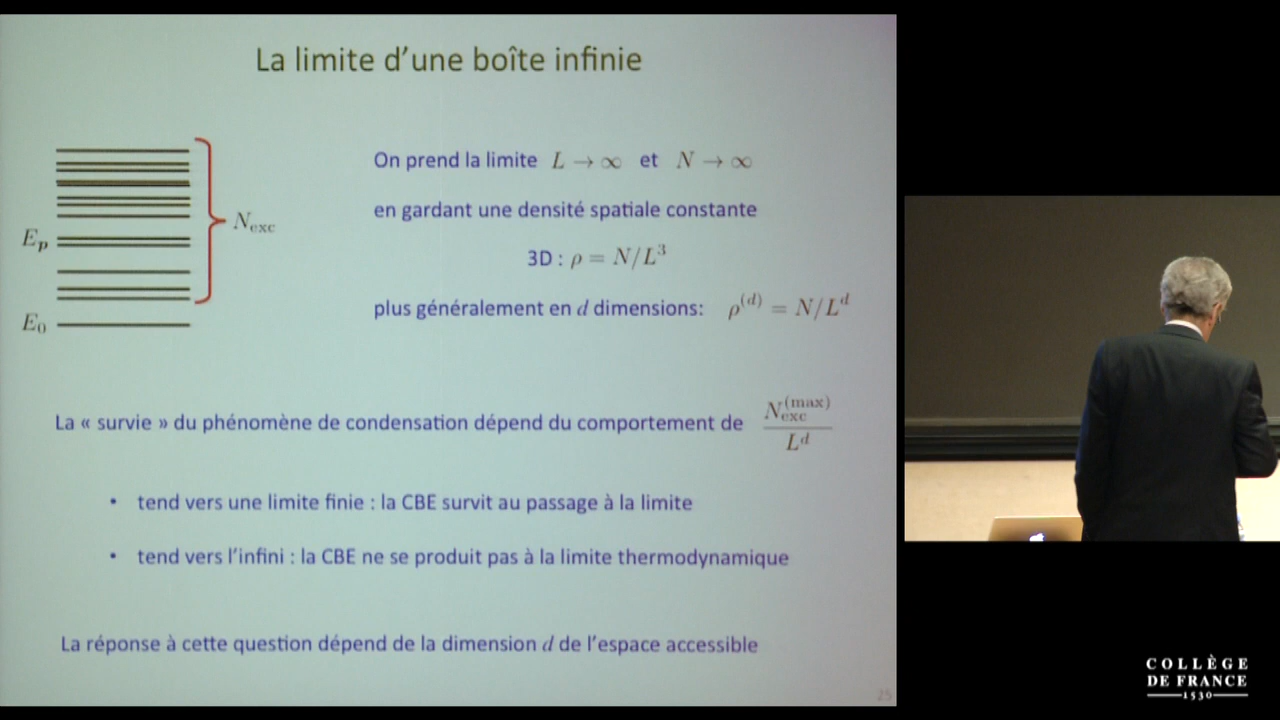 La limite d'une boîte infinie
On prend la limite L → ∞ et N → ∞
en gardant une densité spatiale constante
3D : ρ = N/L³
plus généralement en d dimensions: ρ^(d) = N/L^d
E_p
N_exc
E_0
La « survie » du phénomène de condensation dépend du comportement de N_exc^(max) / L^d
• tend vers une limite finie : la CBE survit au passage à la limite
• tend vers l'infini : la CBE ne se produit pas à la limite thermodynamique
La réponse à cette question dépend de la dimension d de l'espace accessible
25
COLLÈGE
DE FRANCE
1530